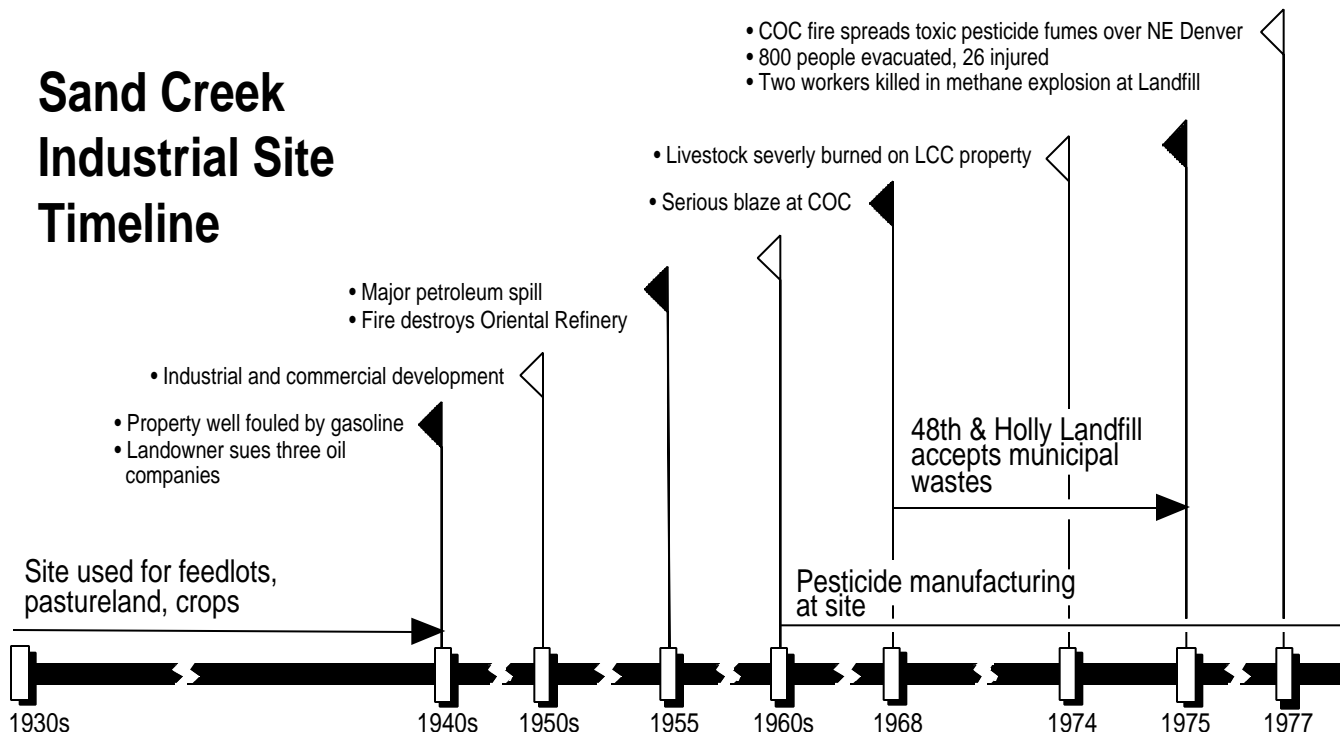 Sand Creek
Industrial Site
Timeline
• COC fire spreads toxic pesticide fumes over NE Denver
• 800 people evacuated, 26 injured
• Two workers killed in methane explosion at Landfill
• Livestock severly burned on LCC property
• Serious blaze at COC
• Major petroleum spill
• Fire destroys Oriental Refinery
• Industrial and commercial development
• Property well fouled by gasoline
• Landowner sues three oil
companies
48th & Holly Landfill
accepts municipal
wastes
Site used for feedlots,
pastureland, crops
Pesticide manufacturing
at site
1930s 1940s 1950s 1955 1960s 1968 1974 1975 1977